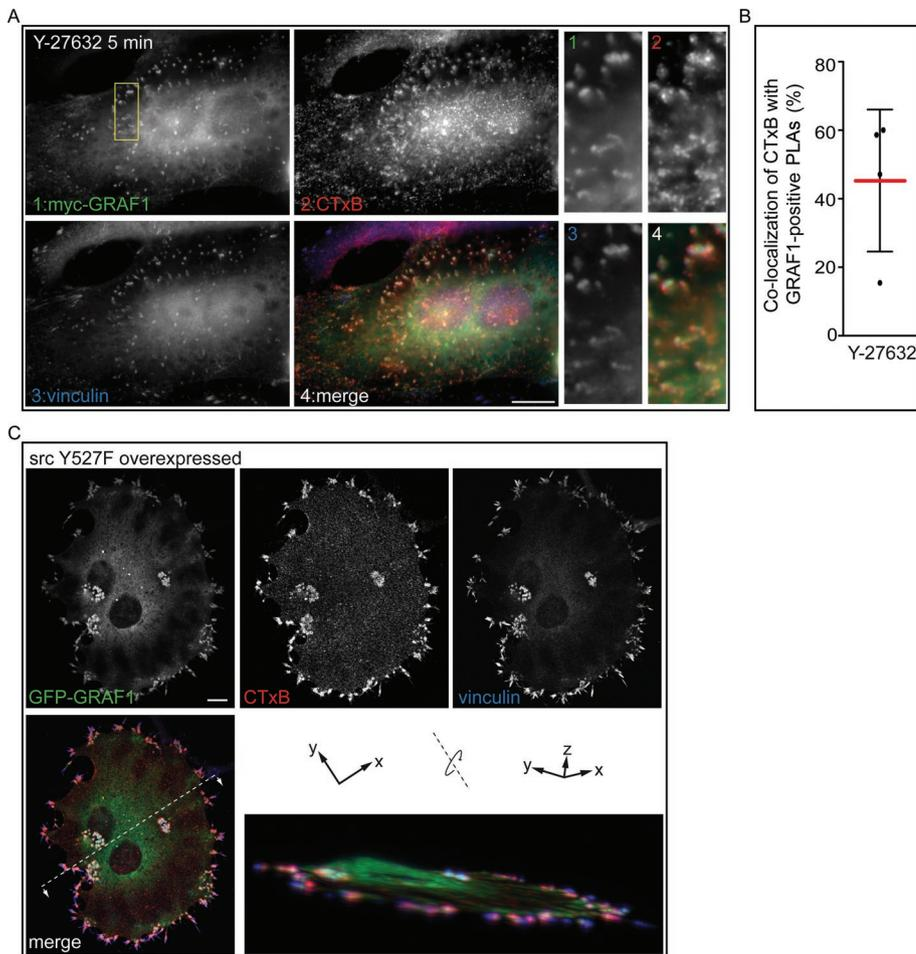 A
Y-27632 5 min
1:myc-GRAF1
2:CTxB
1
2
3:vinculin
4:merge
3
4
B
Co-localization of CTxB with
GRAF1-positive PLAs (%)
80
60
40
20
0
Y-27632
C
src Y527F overexpressed
GFP-GRAF1
CTxB
vinculin
merge
y
x
z
y
x